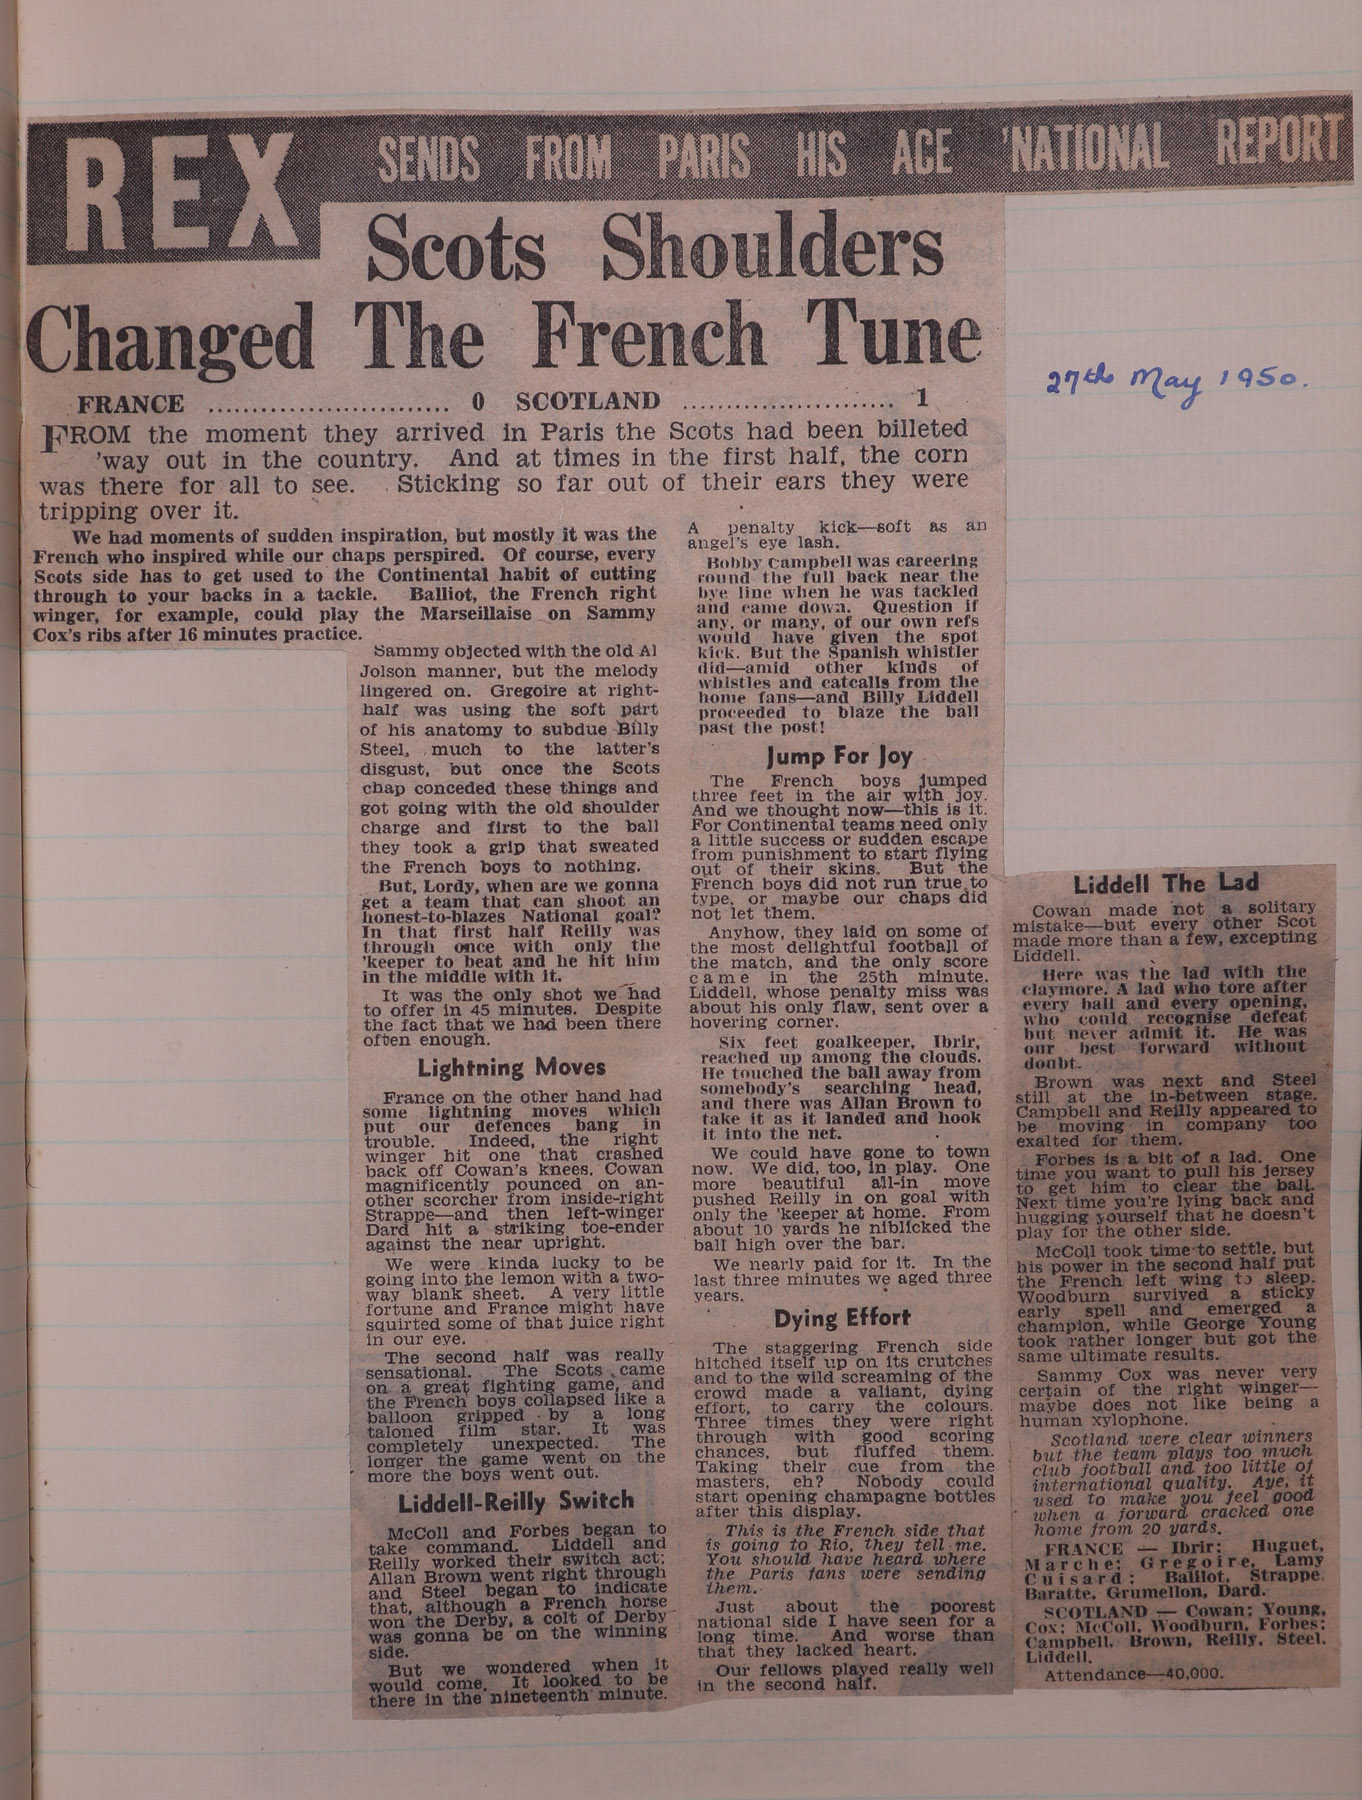 REX SENDS FROM PARIS HIS ACE 'NATIONAL REPORT
Scots Shoulders
Changed The French Tune
27th May 1950.
FRANCE ........................... 0 SCOTLAND ........................ 1
FROM the moment they arrived in Paris the Scots had been billeted
'way out in the country. And at times in the first half, the corn
was there for all to see. Sticking so far out of their ears they were
tripping over it.
We had moments of sudden inspiration, but mostly it was the
French who inspired while our chaps perspired. Of course, every
Scots side has to get used to the Continental habit of cutting
through to your backs in a tackle. Balliot, the French right
winger, for example, could play the Marseillaise on Sammy
Cox's ribs after 16 minutes practice.
Sammy objected with the old Al
Jolson manner, but the melody
lingered on. Gregoire at right-
half was using the soft part
of his anatomy to subdue Billy
Steel, much to the latter's
disgust, but once the Scots
chap conceded these things and
got going with the old shoulder
charge and first to the ball
they took a grip that sweated
the French boys to nothing.
But, Lordy, when are we gonna
get a team that can shoot an
honest-to-blazes National goal?
In that first half Reilly was
through once with only the
'keeper to beat and he hit him
in the middle with it.
It was the only shot we had
to offer in 45 minutes. Despite
the fact that we had been there
often enough.
Lightning Moves
France on the other hand had
some lightning moves which
put our defences bang in
trouble. Indeed, the right
winger hit one that crashed
back off Cowan's knees. Cowan
magnificently pounced on an-
other scorcher from inside-right
Strappe—and then left-winger
Dard hit a striking toe-ender
against the near upright.
We were kinda lucky to be
going into the lemon with a two-
way blank sheet. A very little
fortune and France might have
squirted some of that juice right
in our eye.
The second half was really
sensational. The Scots came
on a great fighting game, and
the French boys collapsed like a
balloon gripped by a long
taloned film star. It was
completely unexpected. The
longer the game went on the
more the boys went out.
Liddell-Reilly Switch
McColl and Forbes began to
take command. Liddell and
Reilly worked their switch act;
Allan Brown went right through
and Steel began to indicate
that, although a French horse
won the Derby, a colt of Derby
was gonna be on the winning
side.
But we wondered when it
would come. It looked to be
there in the nineteenth minute.
A penalty kick—soft as an
angel's eye lash.
Bobby Campbell was careering
round the full back near the
bye line when he was tackled
and came down. Question if
any, or many, of our own refs
would have given the spot
kick. But the Spanish whistler
did—amid other kinds of
whistles and catcalls from the
home fans—and Billy Liddell
proceeded to blaze the ball
past the post!
Jump For Joy
The French boys jumped
three feet in the air with joy.
And we thought now—this is it.
For Continental teams need only
a little success or sudden escape
from punishment to start flying
out of their skins. But the
French boys did not run true to
type, or maybe our chaps did
not let them.
Anyhow, they laid on some of
the most delightful football of
the match, and the only score
came in the 25th minute.
Liddell, whose penalty miss was
about his only flaw, sent over a
hovering corner.
Six feet goalkeeper, Ibrir,
reached up among the clouds.
He touched the ball away from
somebody's searching head,
and there was Allan Brown to
take it as it landed and hook
it into the net.
We could have gone to town
now. We did, too, in play. One
more beautiful all-in move
pushed Reilly in on goal with
only the 'keeper at home. From
about 10 yards he niblicked the
ball high over the bar.
We nearly paid for it. In the
last three minutes we aged three
years.
Dying Effort
The staggering French side
hitched itself up on its crutches
and to the wild screaming of the
crowd made a valiant, dying
effort, to carry the colours.
Three times they were right
through with good scoring
chances, but fluffed them.
Taking their cue from the
masters, eh? Nobody could
start opening champagne bottles
after this display.
This is the French side that
is going to Rio, they tell me.
You should have heard where
the Paris fans were sending
them.
Just about the poorest
national side I have seen for a
long time. And worse than
that they lacked heart.
Our fellows played really well
in the second half.
Liddell The Lad
Cowan made not a solitary
mistake—but every other Scot
made more than a few, excepting
Liddell.
Here was the lad with the
claymore. A lad who tore after
every ball and every opening,
who could recognise defeat
but never admit it. He was
our best forward without
doubt.
Brown was next and Steel
still at the in-between stage.
Campbell and Reilly appeared to
be moving in company too
exalted for them.
Forbes is a bit of a lad. One
time you want to pull his jersey
to get him to clear the ball.
Next time you're lying back and
hugging yourself that he doesn't
play for the other side.
McColl took time to settle, but
his power in the second half put
the French left wing to sleep.
Woodburn survived a sticky
early spell and emerged a
champion, while George Young
took rather longer but got the
same ultimate results.
Sammy Cox was never very
certain of the right winger—
maybe does not like being a
human xylophone.
Scotland were clear winners
but the team plays too much
club football and too little of
international quality. Aye, it
used to make you feel good
when a forward cracked one
home from 20 yards.
FRANCE — Ibrir; Huguet,
Marche; Gregoire, Lamy
Cuisard; Balliot, Strappe.
Baratte, Grumellon, Dard.
SCOTLAND — Cowan; Young,
Cox; McColl, Woodburn, Forbes;
Campbell, Brown, Reilly, Steel,
Liddell.
Attendance—40,000.